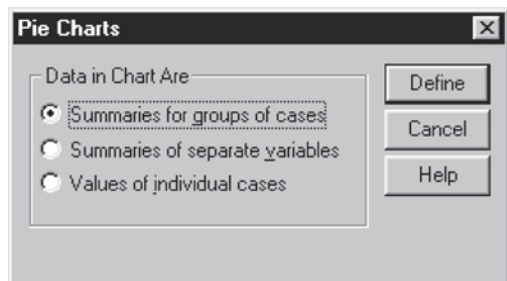 Pie Charts
Data in Chart Are
Summaries for groups of cases
Summaries of separate variables
Values of individual cases
Define
Cancel
Help